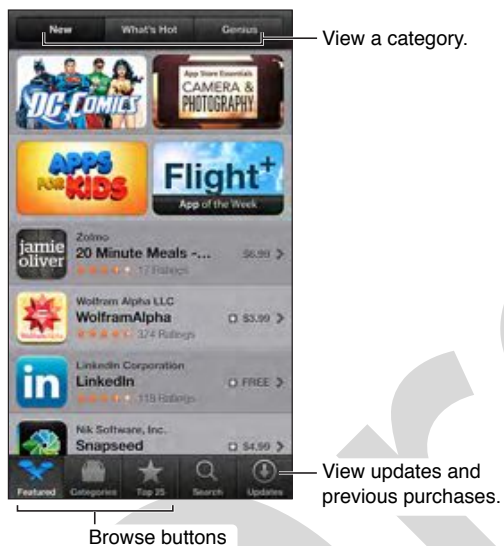 New What's Hot Genius
View a category.
DC COMICS
App Store Essentials
CAMERA &
PHOTOGRAPHY
APPS
FOR KIDS
Flight+
App of the Week
jamie
oliver
Zolmo
20 Minute Meals -... $6.99
17 Ratings
Wolfram Alpha LLC
WolframAlpha $3.99
374 Ratings
in
LinkedIn Corporation
LinkedIn FREE
Ratings
Nik Software, Inc.
Snapseed $4.99
Featured Categories Top 25 Search Updates
View updates and
previous purchases.
Browse buttons